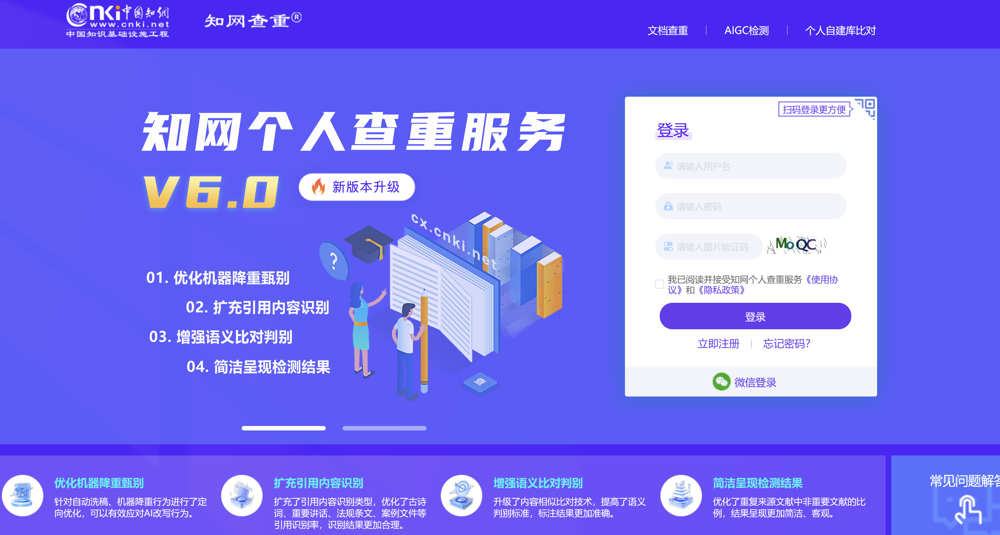 cnki 中國知網
www.cnki.net
中国知识基础设施工程
知网查重®
文档查重
AIGC检测
个人自建库比对
知网个人查重服务
V6.0
新版本升级
cx.cnki.net
?
01. 优化机器降重甄别
02. 扩充引用内容识别
03. 增强语义比对判别
04. 简洁呈现检测结果
查
扫码登录更方便
登录
请输入用户名
请输入密码
请输入图片验证码
MoQC
我已阅读并接受知网个人查重服务《使用协
议》和《隐私政策》
登录
立即注册
忘记密码?
微信登录
优化机器降重甄别
针对自动洗稿、机器降重行为进行了定
向优化，可以有效应对AI改写行为。
扩充引用内容识别
扩充了引用内容识别类型，优化了古诗
词、重要讲话、法规条文、案例文件等
引用识别率，识别结果更加合理。
增强语义比对判别
升级了内容相似比对技术，提高了语义
判别标准，标注结果更加准确。
简洁呈现检测结果
优化了重复来源文献中非重要文献的比
例，结果呈现更加简洁、客观。
常见问题解答